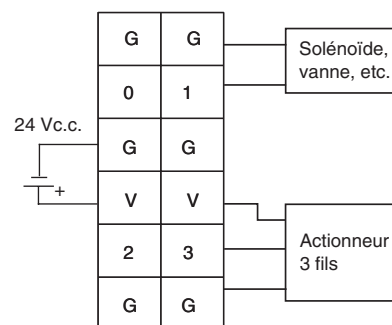 G G
Solénoïde,
vanne, etc.
0 1
24 Vc.c.
G G
+
V V
2 3
Actionneur
3 fils
G G